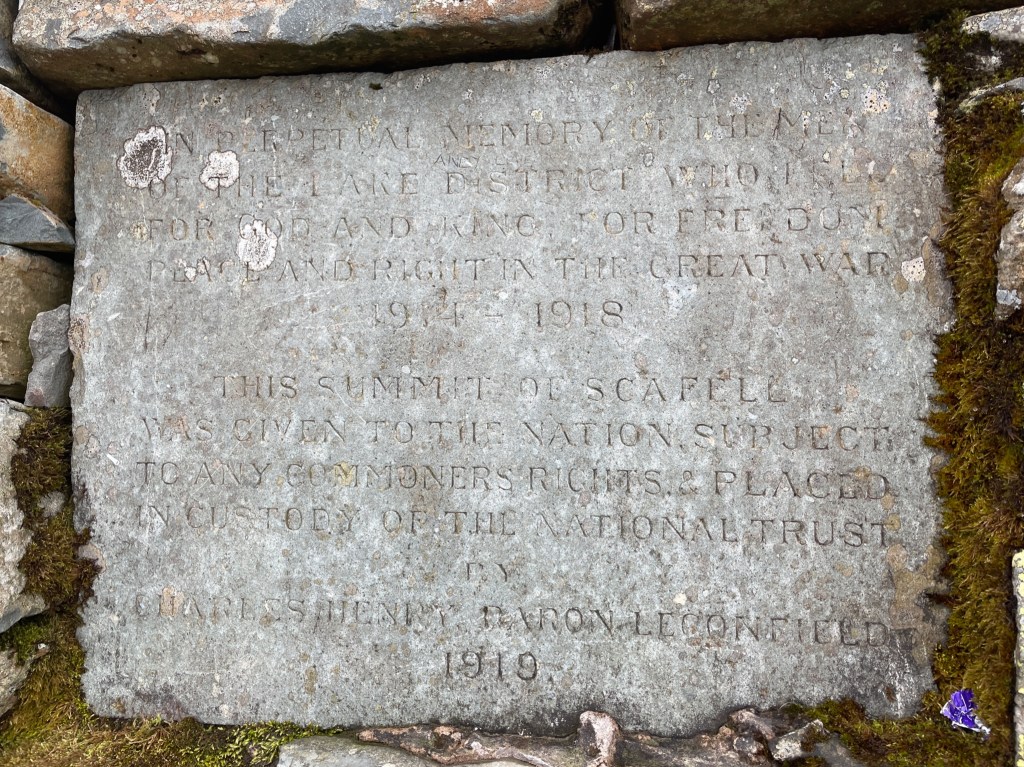 IN PERPETUAL MEMORY OF THE MEN
OF THE LAKE DISTRICT WHO FELL
FOR GOD AND KING, FOR FREEDOM
PEACE AND RIGHT IN THE GREAT WAR
1914 – 1918
THIS SUMMIT OF SCAFELL
WAS GIVEN TO THE NATION, SUBJECT
TO ANY COMMONERS RIGHTS, & PLACED
IN CUSTODY OF THE NATIONAL TRUST
BY
CHARLES HENRY BARON LECONFIELD
1919.